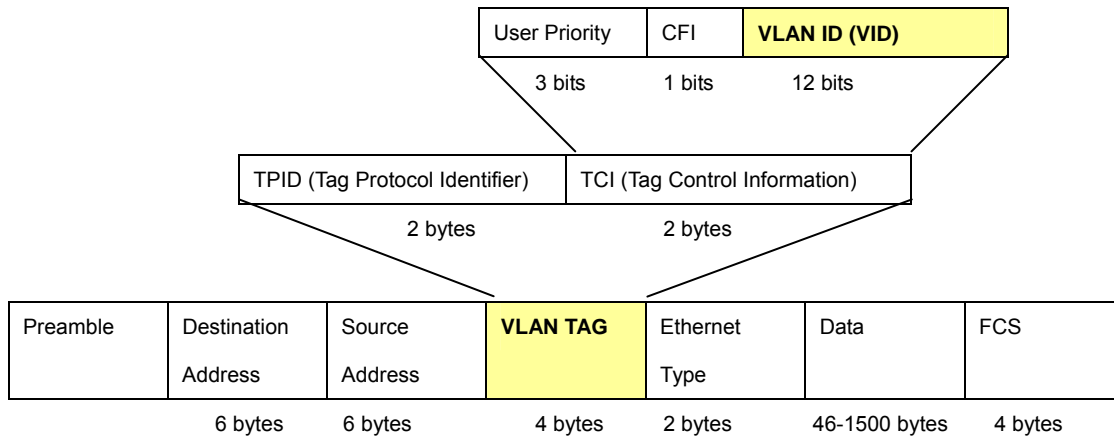 User Priority CFI VLAN ID (VID)
3 bits 1 bits 12 bits
TPID (Tag Protocol Identifier) TCI (Tag Control Information)
2 bytes 2 bytes
Preamble Destination Source VLAN TAG Ethernet Data FCS
Address Address Type
6 bytes 6 bytes 4 bytes 2 bytes 46-1500 bytes 4 bytes